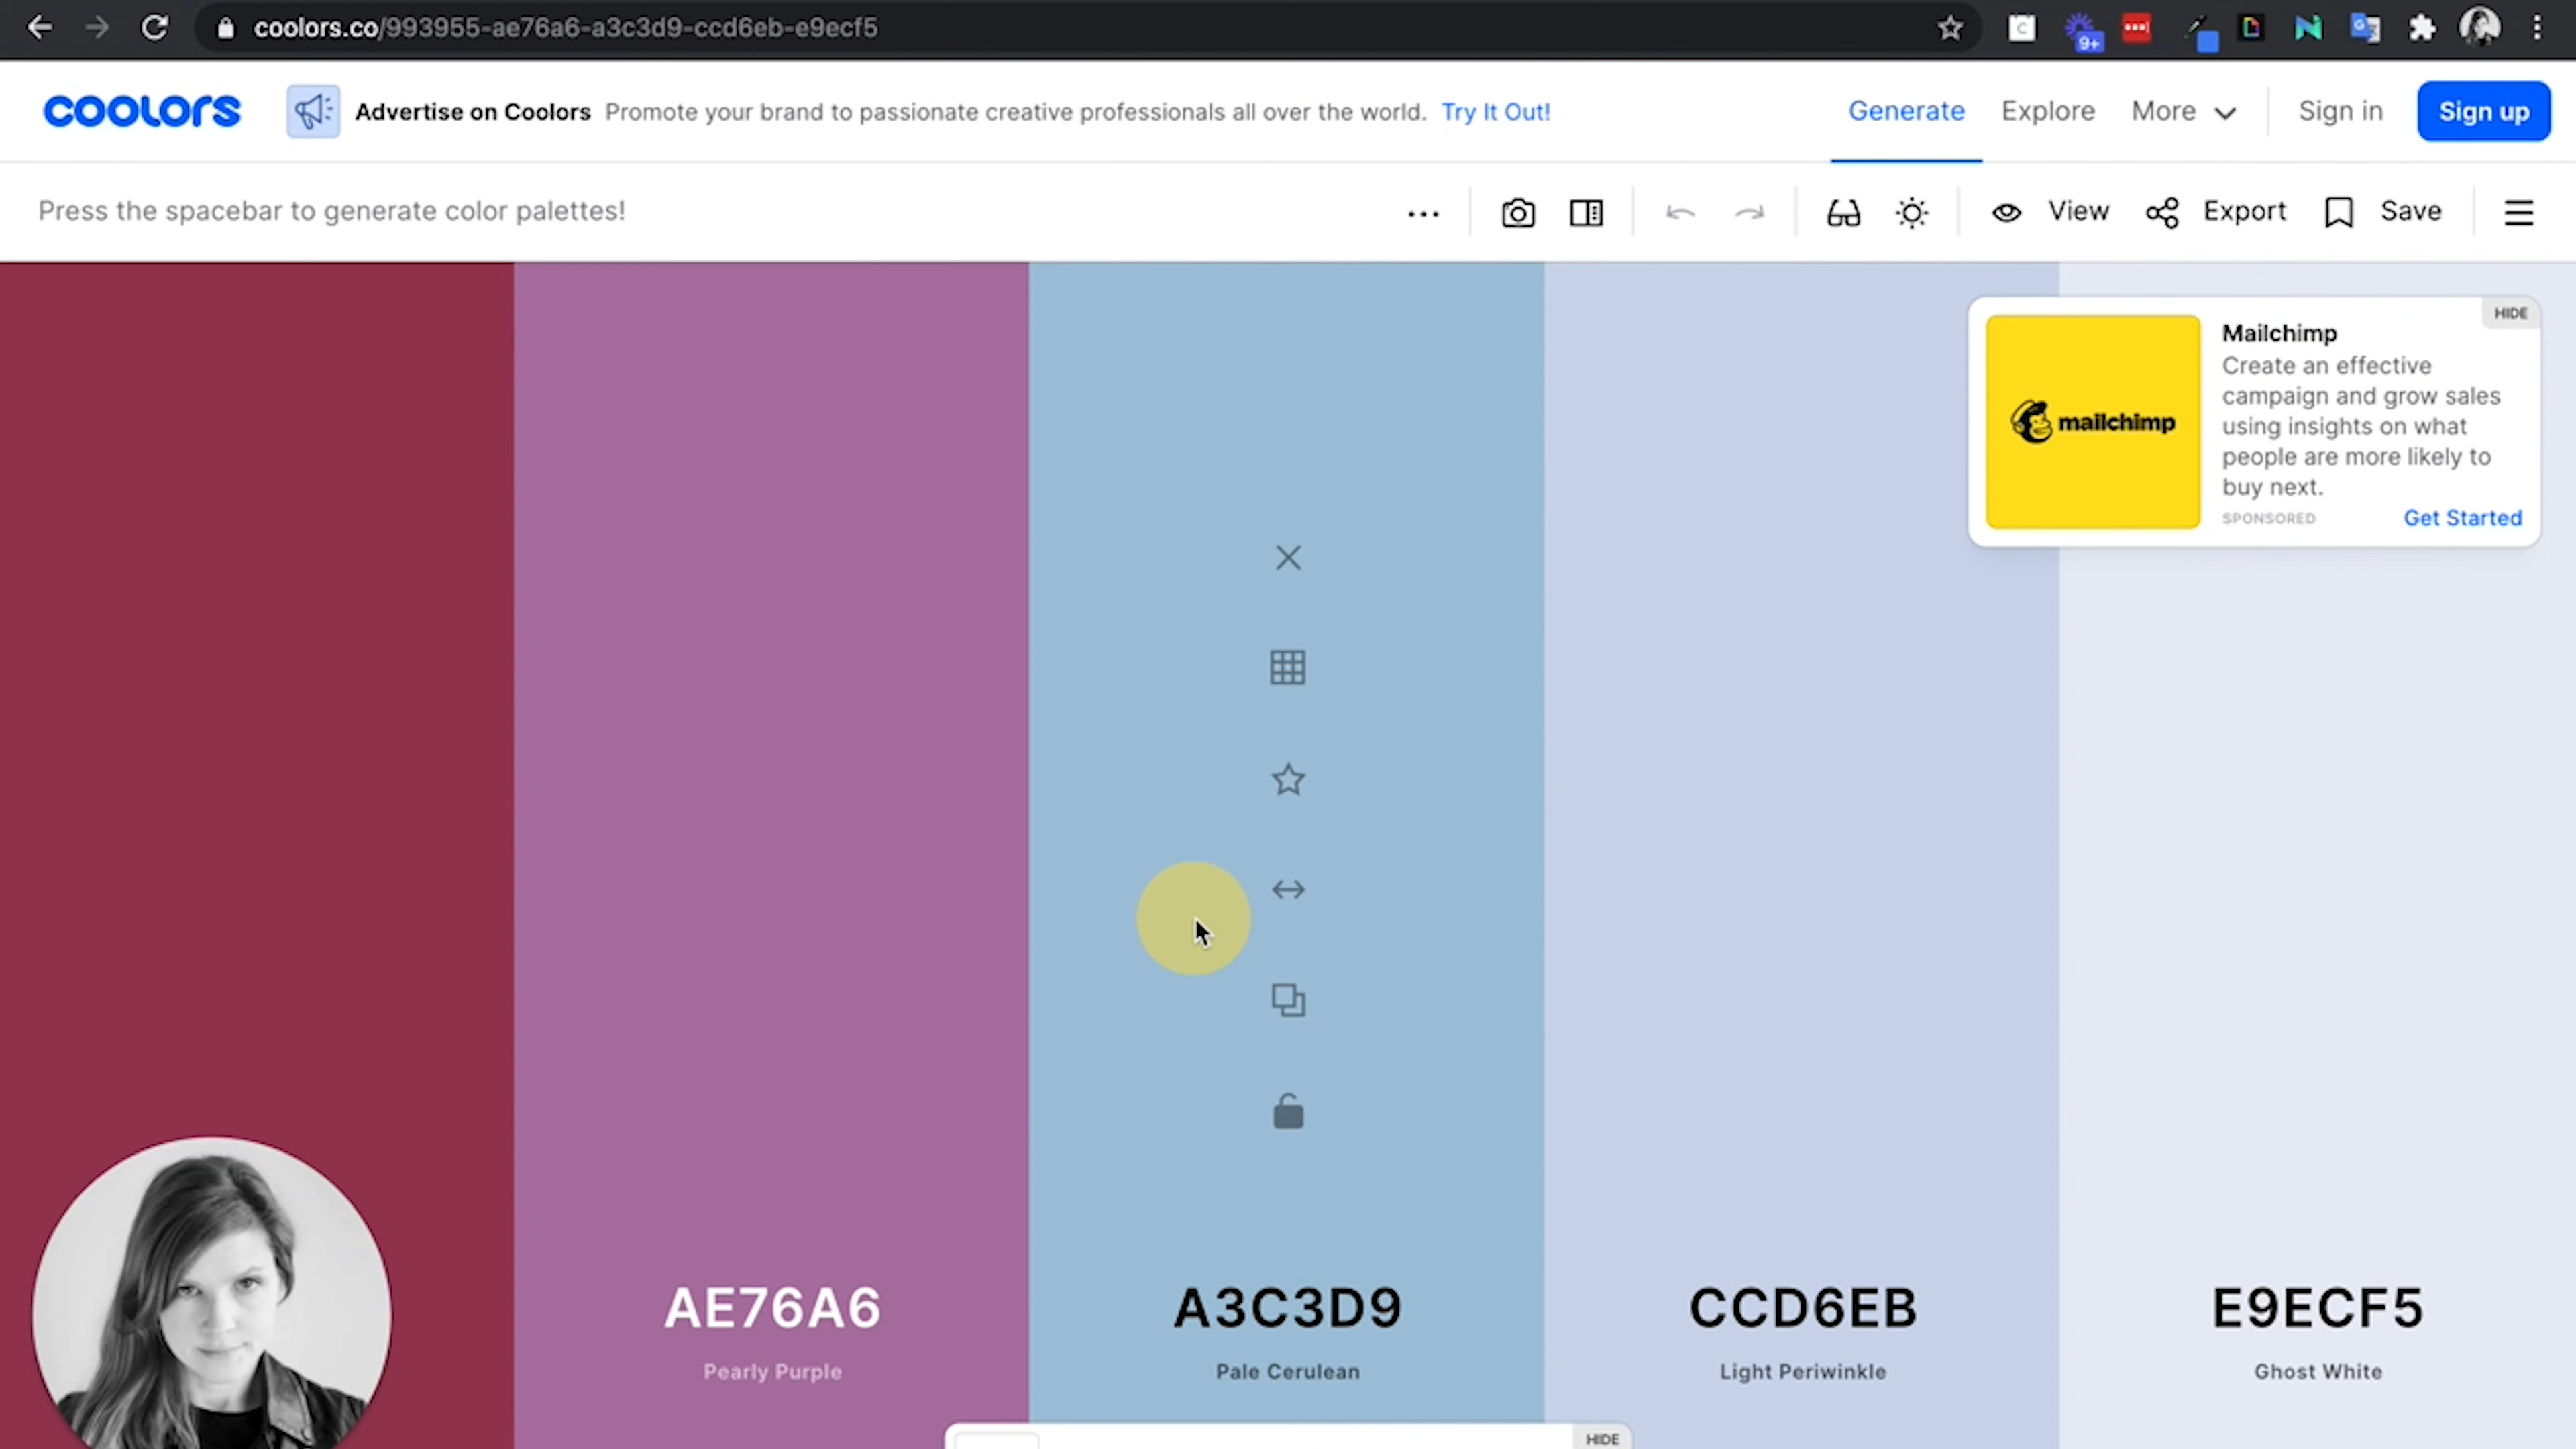 coolors.co/993955-ae76a6-a3c3d9-ccd6eb-e9ecf5
9+
coolors
Advertise on Coolors Promote your brand to passionate creative professionals all over the world. Try It Out!
Generate Explore More Sign in Sign up
Press the spacebar to generate color palettes!
View Export Save
HIDE
mailchimp
Mailchimp
Create an effective
campaign and grow sales
using insights on what
people are more likely to
buy next.
SPONSORED Get Started
AE76A6 A3C3D9 CCD6EB E9ECF5
Pearly Purple Pale Cerulean Light Periwinkle Ghost White
HIDE